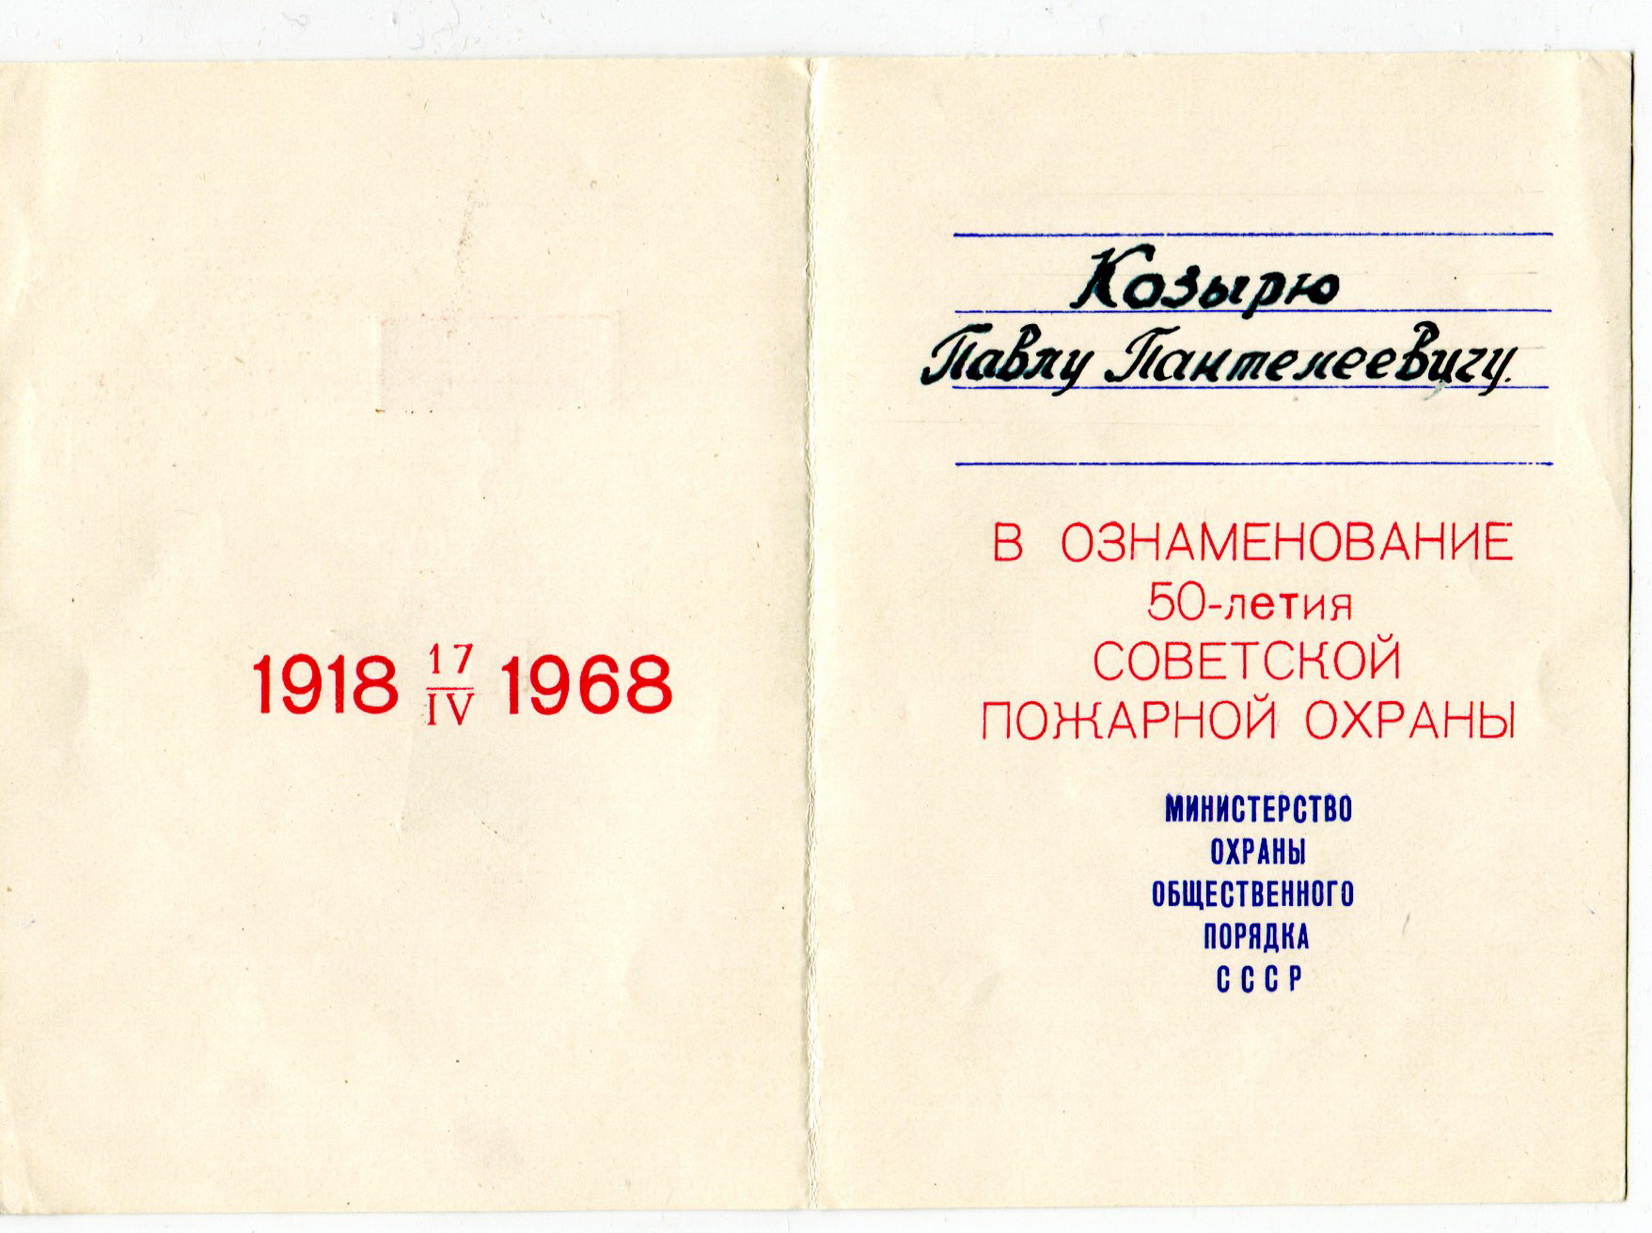 1918 17/IV 1968
Козырю
Павлу Пантелеевичу.
В ОЗНАМЕНОВАНИЕ
50-летия
СОВЕТСКОЙ
ПОЖАРНОЙ ОХРАНЫ
МИНИСТЕРСТВО
ОХРАНЫ
ОБЩЕСТВЕННОГО
ПОРЯДКА
СССР